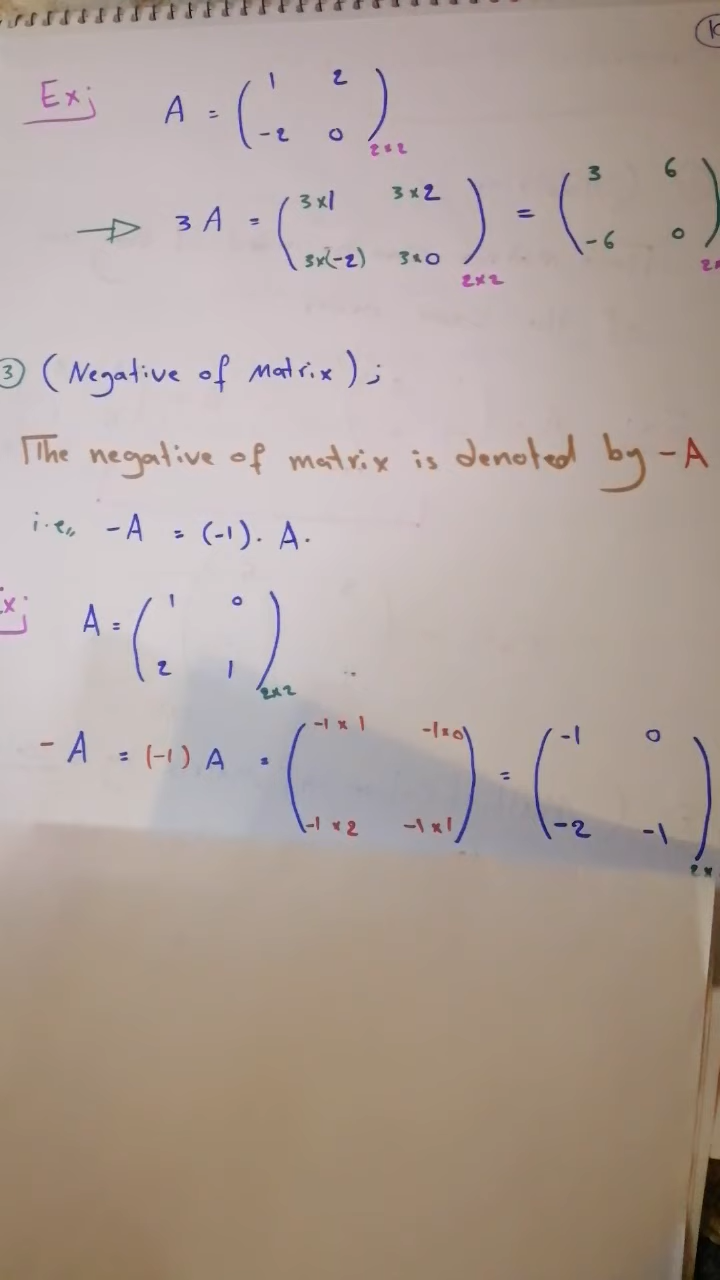 Ex; A = ( 1 2
-2 0 ) 2×2
→ 3A = ( 3×1 3×2
3×(-2) 3×0 ) 2×2 = ( 3 6
-6 0 )
③ (Negative of Matrix);
The negative of matrix is denoted by -A
i.e., -A = (-1). A.
Ex; A = ( 1 0
2 1 ) 2×2
-A = (-1) A = ( -1×1 -1×0
-1×2 -1×1 ) = ( -1 0
-2 -1 )